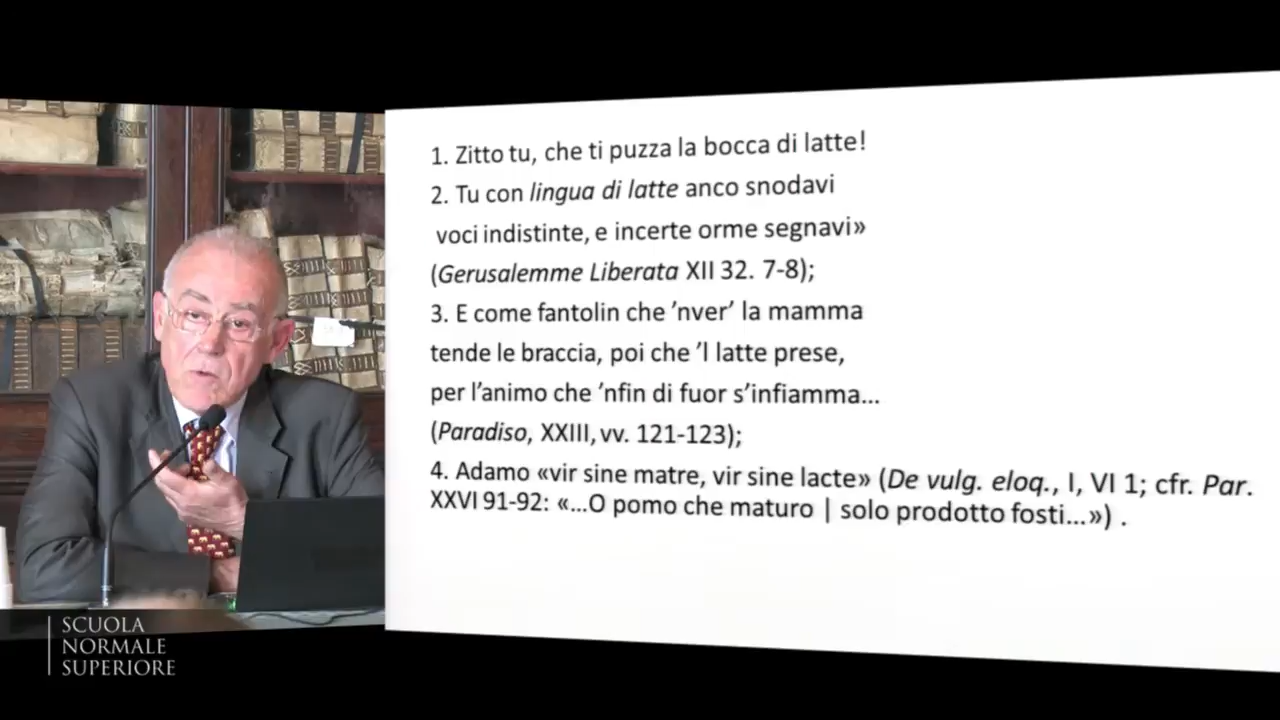 1. Zitto tu, che ti puzza la bocca di latte!
2. Tu con lingua di latte anco snodavi
voci indistinte, e incerte orme segnavi»
(Gerusalemme Liberata XII 32. 7-8);
3. E come fantolin che ’nver’ la mamma
tende le braccia, poi che ’l latte prese,
per l’animo che ’nfin di fuor s’infiamma...
(Paradiso, XXIII, vv. 121-123);
4. Adamo «vir sine matre, vir sine lacte» (De vulg. eloq., I, VI 1; cfr. Par.
XXVI 91-92: «...O pomo che maturo | solo prodotto fosti...») .
SCUOLA
NORMALE
SUPERIORE